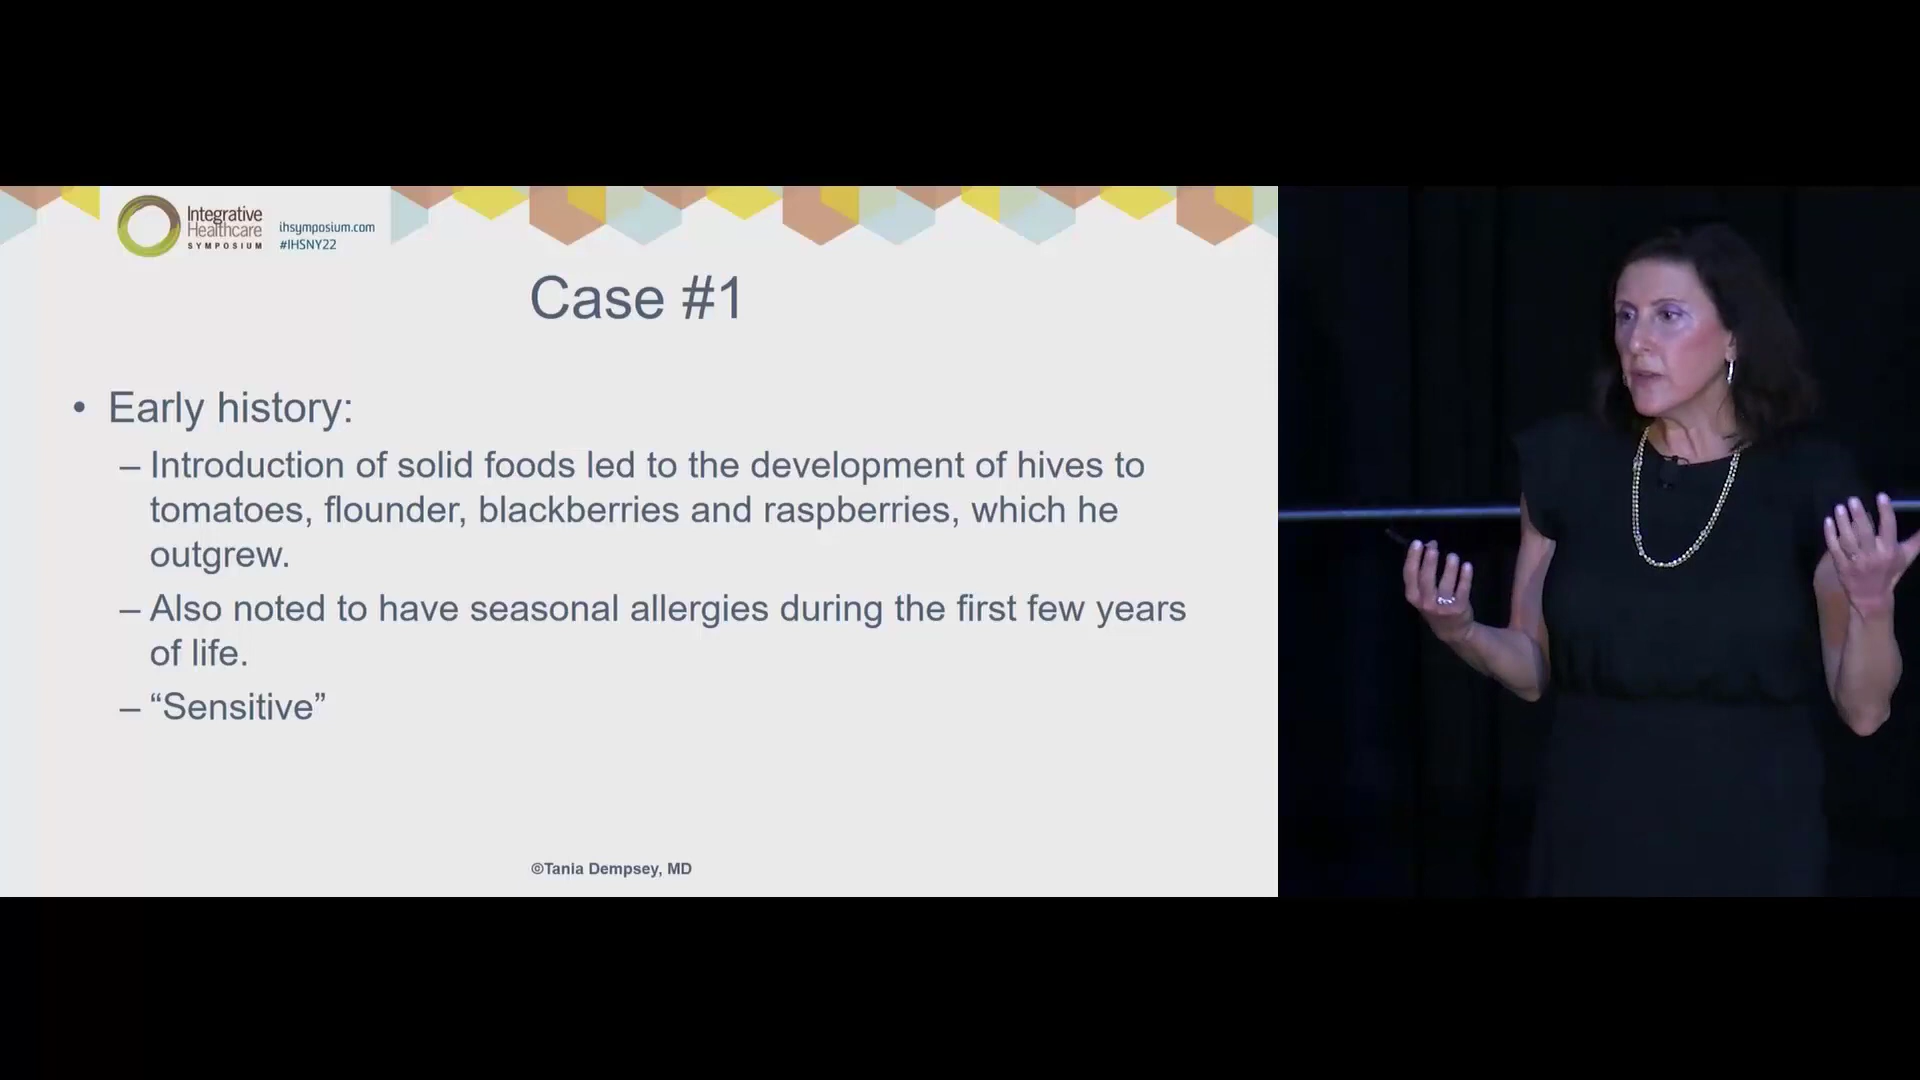 Integrative
Healthcare
SYMPOSIUM
ihsymposium.com
#IHSNY22
Case #1
• Early history:
– Introduction of solid foods led to the development of hives to
tomatoes, flounder, blackberries and raspberries, which he
outgrew.
– Also noted to have seasonal allergies during the first few years
of life.
– “Sensitive”
©Tania Dempsey, MD